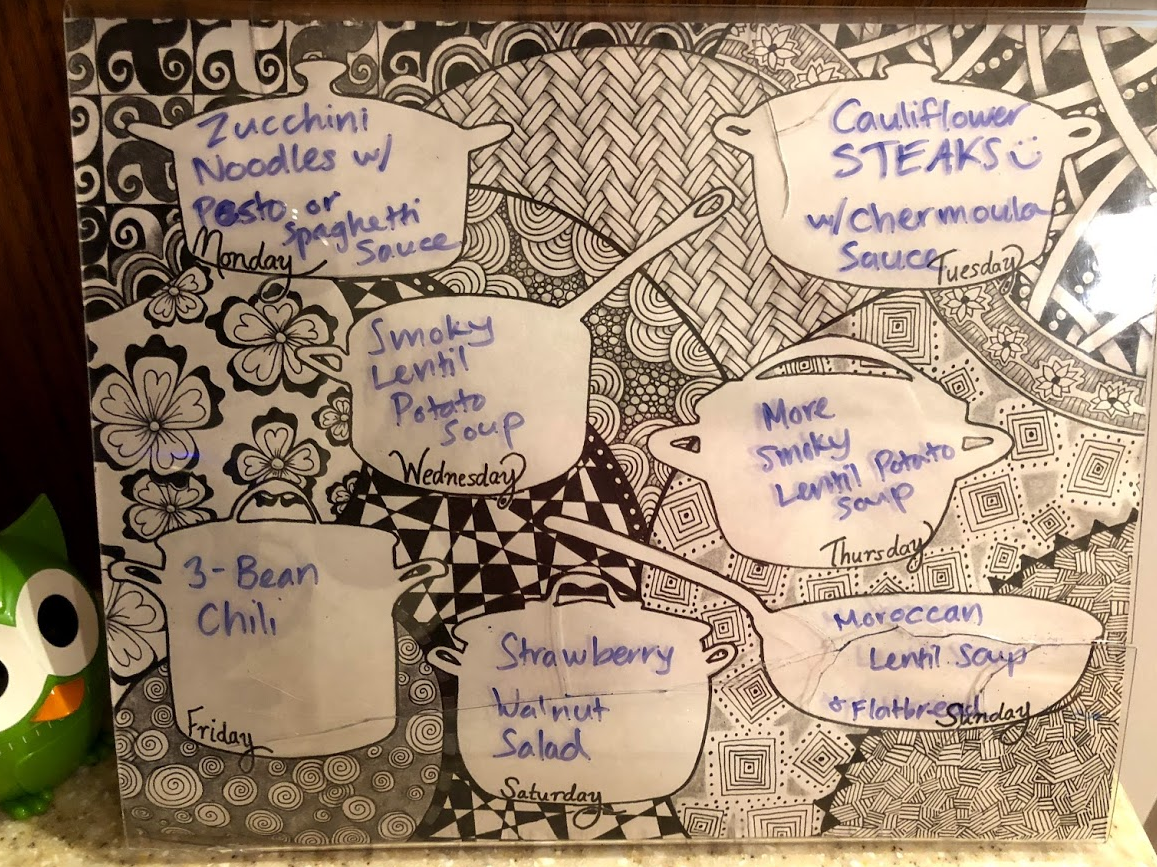 Zucchini
Noodles w/
Pesto or
spaghetti
Sauce
Monday
Cauliflower
STEAKS
w/Chermoula
Sauce
Tuesday
Smoky
Lentil
Potato
Soup
Wednesday
More
Smoky
Lentil Potato
Soup
Thursday
3-Bean
Chili
Friday
Strawberry
Walnut
Salad
Saturday
Moroccan
Lentil Soup
& Flatbread
Sunday